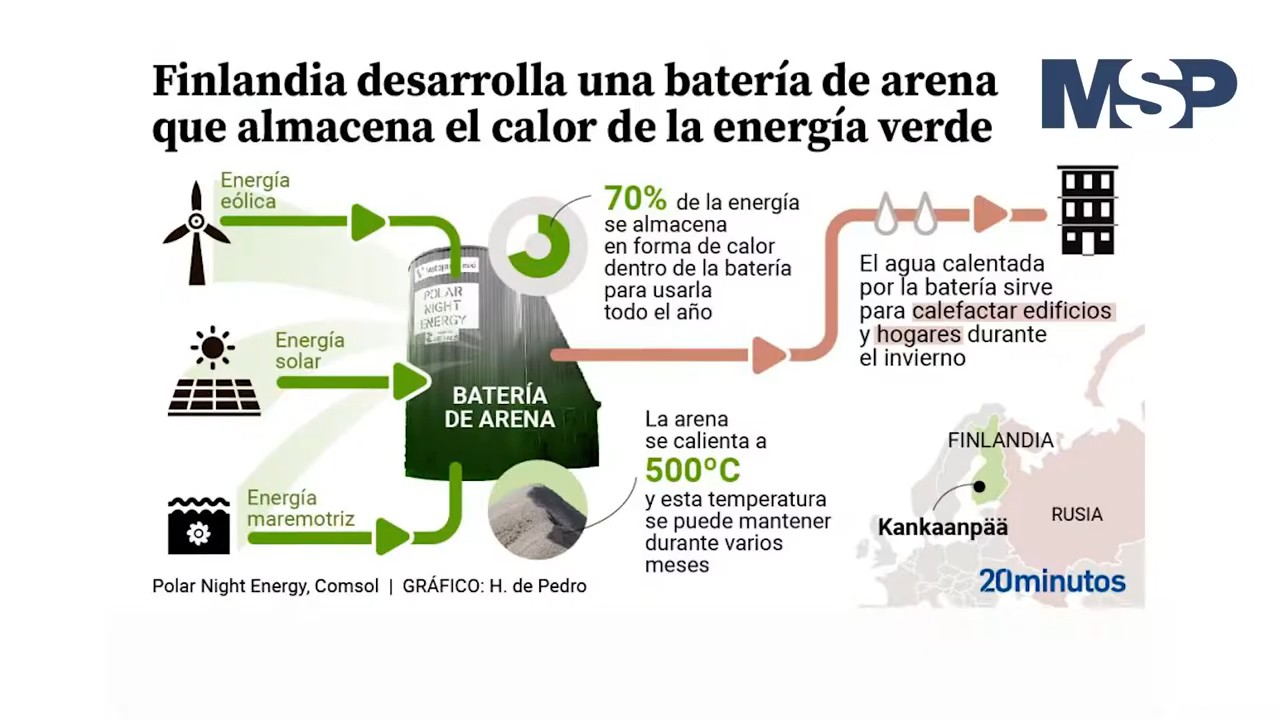 Finlandia desarrolla una batería de arena
que almacena el calor de la energía verde
MSP
Energía
eólica
70% de la energía
se almacena
en forma de calor
dentro de la batería
para usarla
todo el año
El agua calentada
por la batería sirve
para calefactar edificios
y hogares durante
el invierno
POLAR
NIGHT
ENERGY
Energía
solar
BATERÍA
DE ARENA
La arena
se calienta a
500ºC
y esta temperatura
se puede mantener
durante varios
meses
Energía
maremotriz
FINLANDIA
RUSIA
Kankaanpää
20minutos
Polar Night Energy, Comsol | GRÁFICO: H. de Pedro